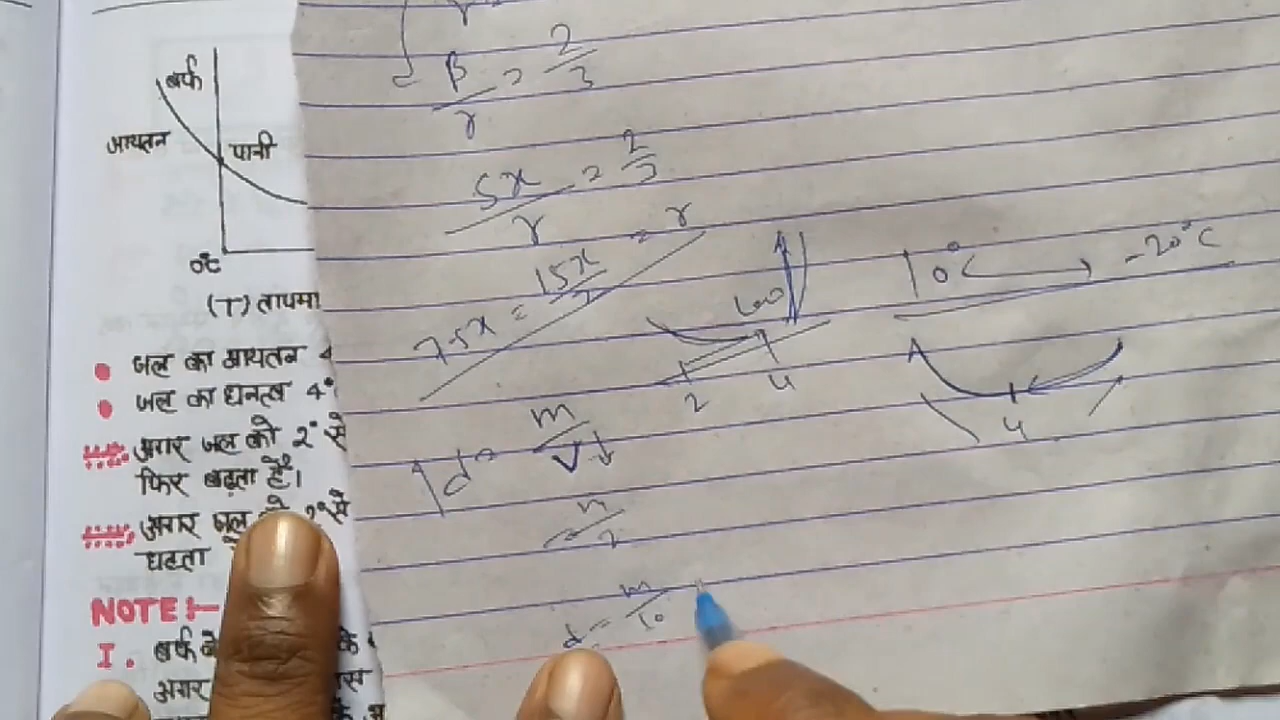 बर्फ
आयतन
पानी
0°C
(T) तापमा
जल का आयतन 4
जल का घनत्व 4°
अगर जल को 2° से
फिर बढ़ता है।
अगर जल
घटता
NOTE:-
I. बर्फ
अगर
β/γ = 2/3
5x/γ = 2/3
7.5x = 15x/2 = γ
2
4
0°C
-20°C
4
d = m/V↓
m/2
d = m/10